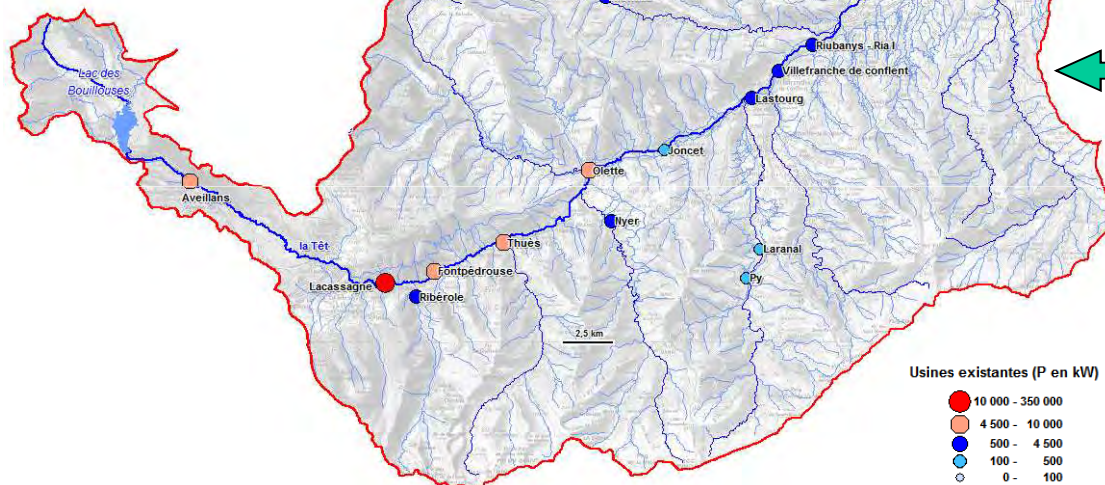 Lac des
Bouillouses
Aveillans
la Têt
Lacassagne
Fontpédrouse
Ribérole
Thuès
Olette
Nyer
Joncet
Lastourg
Villefranche de conflent
Riubanys - Ria I
Laranal
Py
2,5 km
Usines existantes (P en kW)
10 000 - 350 000
4 500 - 10 000
500 - 4 500
100 - 500
0 - 100